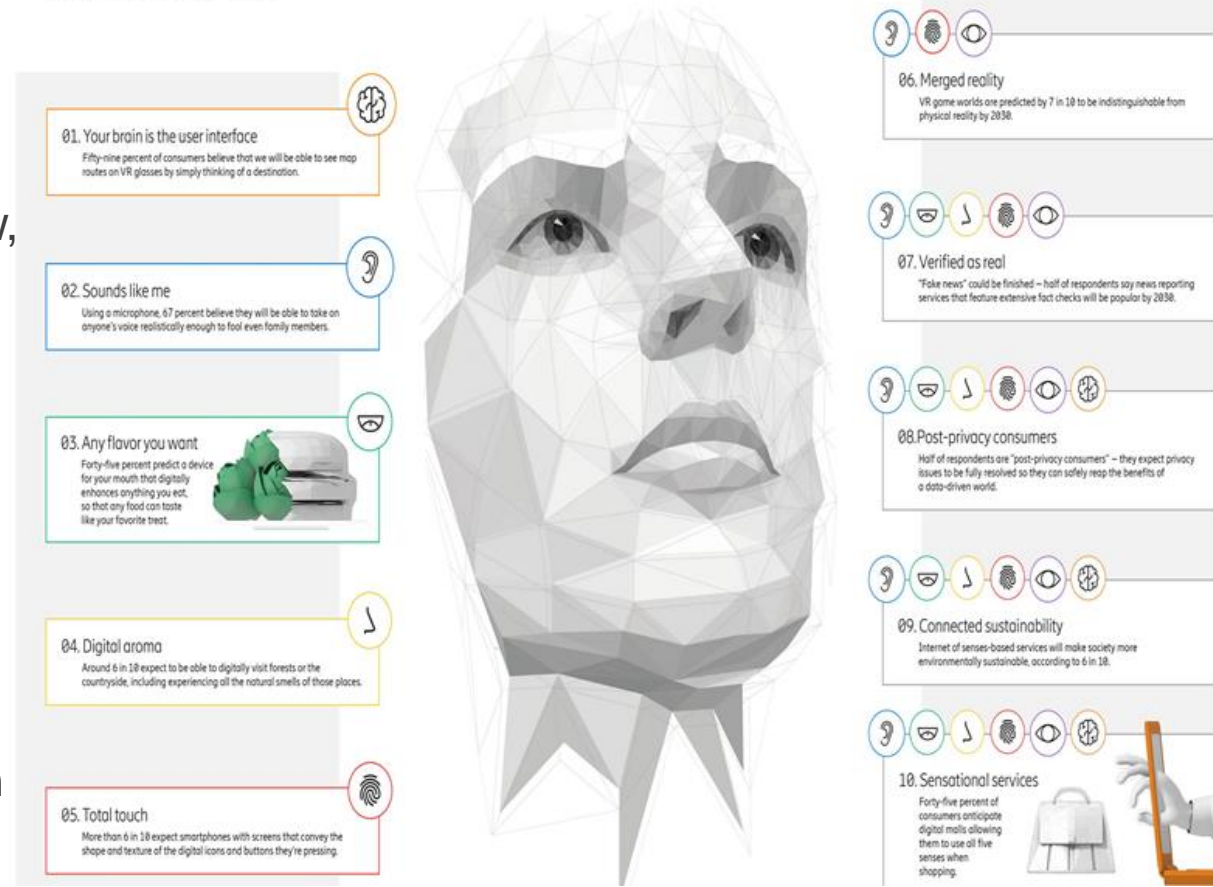 01. Your brain is the user interface
Fifty-nine percent of consumers believe that we will be able to see map
routes on VR glasses by simply thinking of a destination.
02. Sounds like me
Using a microphone, 67 percent believe they will be able to take on
anyone's voice realistically enough to fool even family members.
03. Any flavor you want
Forty-five percent predict a device
for your mouth that digitally
enhances anything you eat,
so that any food can taste
like your favorite treat.
04. Digital aroma
Around 6 in 10 expect to be able to digitally visit forests or the
countryside, including experiencing all the natural smells of those places.
05. Total touch
More than 6 in 10 expect smartphones with screens that convey the
shape and texture of the digital icons and buttons they're pressing.
06. Merged reality
VR game worlds are predicted by 7 in 10 to be indistinguishable from
physical reality by 2030.
07. Verified as real
"Fake news" could be finished – half of respondents say news reporting
services that feature extensive fact checks will be popular by 2030.
08.Post-privacy consumers
Half of respondents are "post-privacy consumers" – they expect privacy
issues to be fully resolved so they can safely reap the benefits of
a data-driven world.
09. Connected sustainability
Internet of senses-based services will make society more
environmentally sustainable, according to 6 in 10.
10. Sensational services
Forty-five percent of
consumers anticipate
digital malls allowing
them to use all five
senses when
shopping.